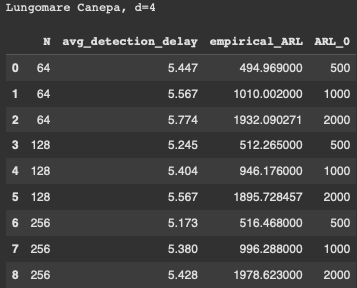 Lungomare Canepa, d=4
N avg_detection_delay empirical_ARL ARL_0
0 64 5.447 494.969000 500
1 64 5.567 1010.002000 1000
2 64 5.774 1932.090271 2000
3 128 5.245 512.265000 500
4 128 5.404 946.176000 1000
5 128 5.567 1895.728457 2000
6 256 5.173 516.468000 500
7 256 5.380 996.288000 1000
8 256 5.428 1978.623000 2000